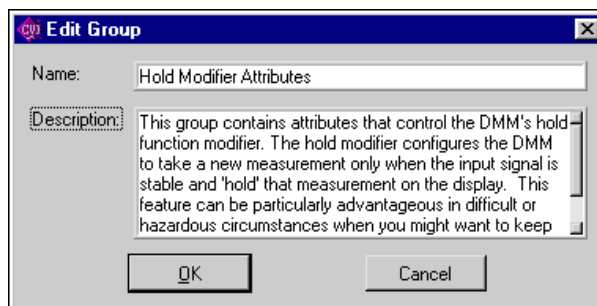 CVI Edit Group
Name: Hold Modifier Attributes
Description: This group contains attributes that control the DMM's hold
function modifier. The hold modifier configures the DMM
to take a new measurement only when the input signal is
stable and 'hold' that measurement on the display.  This
feature can be particularly advantageous in difficult or
hazardous circumstances when you might want to keep
OK Cancel